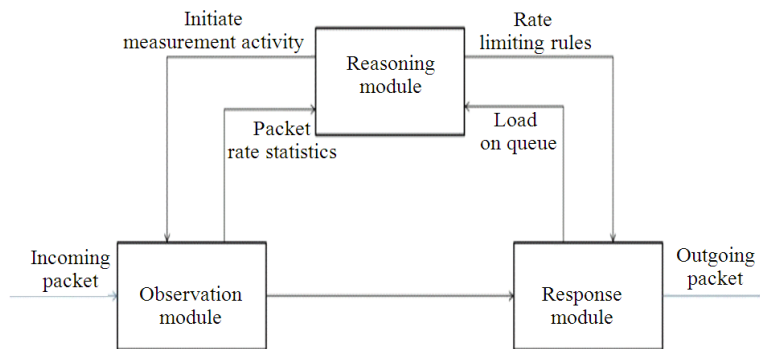 Initiate
measurement activity
Rate
limiting rules
Reasoning
module
Packet
rate statistics
Load
on queue
Incoming
packet
Observation
module
Response
module
Outgoing
packet